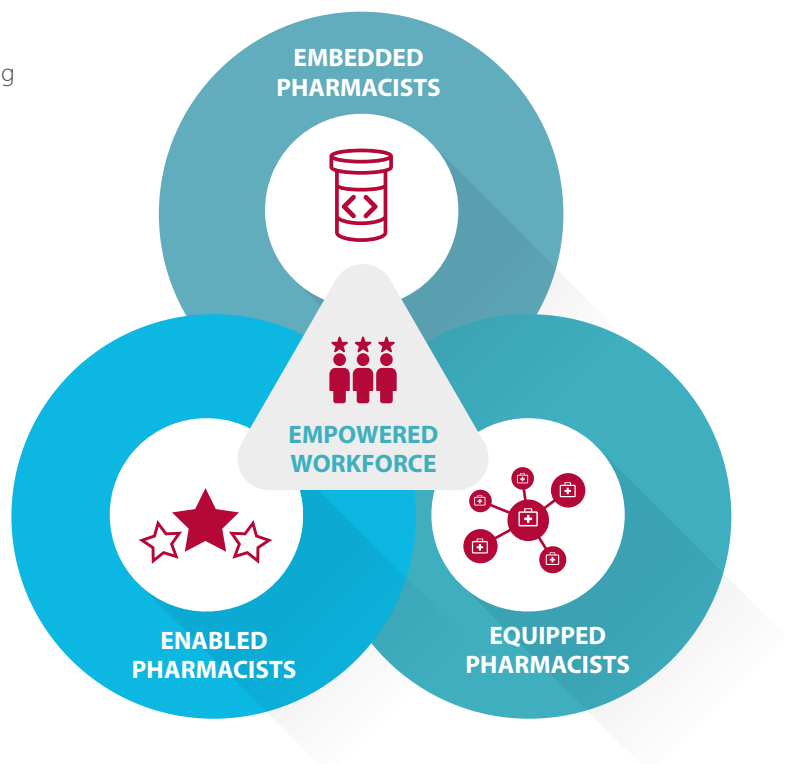 g
EMBEDDED
PHARMACISTS
EMPOWERED
WORKFORCE
ENABLED
PHARMACISTS
EQUIPPED
PHARMACISTS